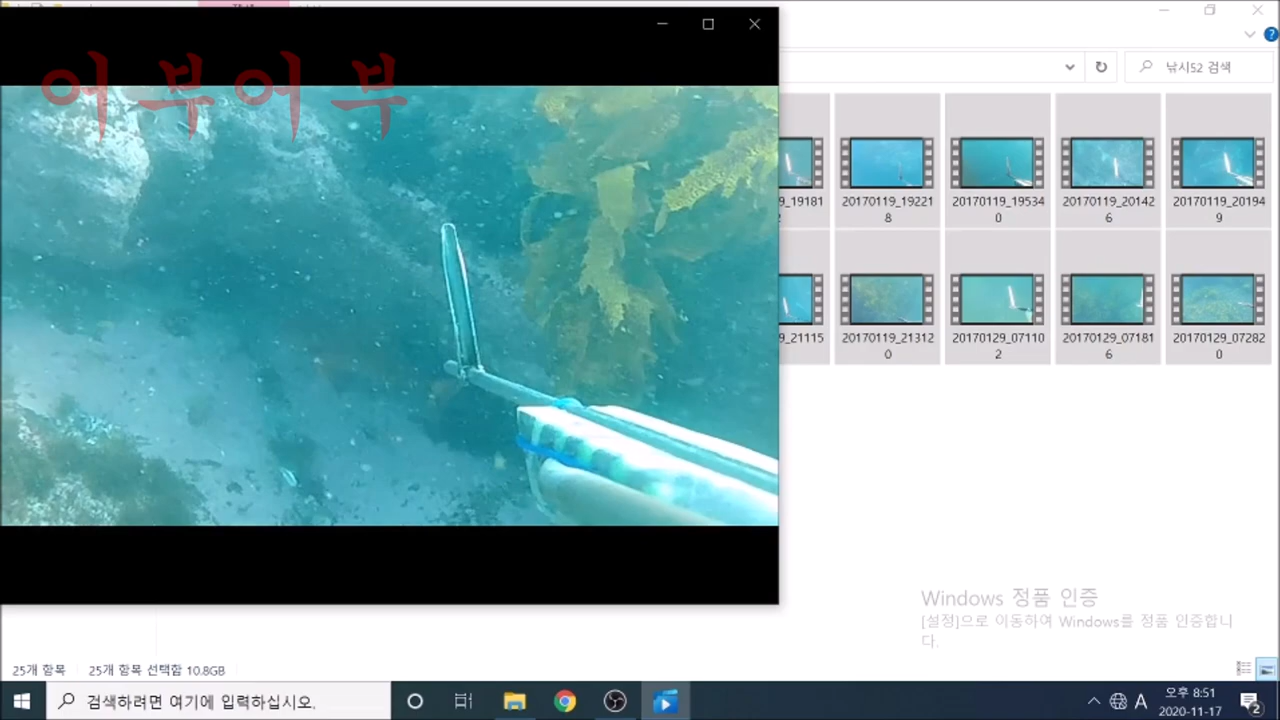 어부어부
낚시52 검색
20170119_192218
20170119_195340
20170119_201426
20170119_201949
20170119_213120
20170129_071102
20170129_071816
20170129_072820
Windows 정품 인증
[설정]으로 이동하여 Windows를 정품 인증합니
다.
25개 항목
25개 항목 선택함 10.8GB
검색하려면 여기에 입력하십시오.
A
오후 8:51
2020-11-17
2